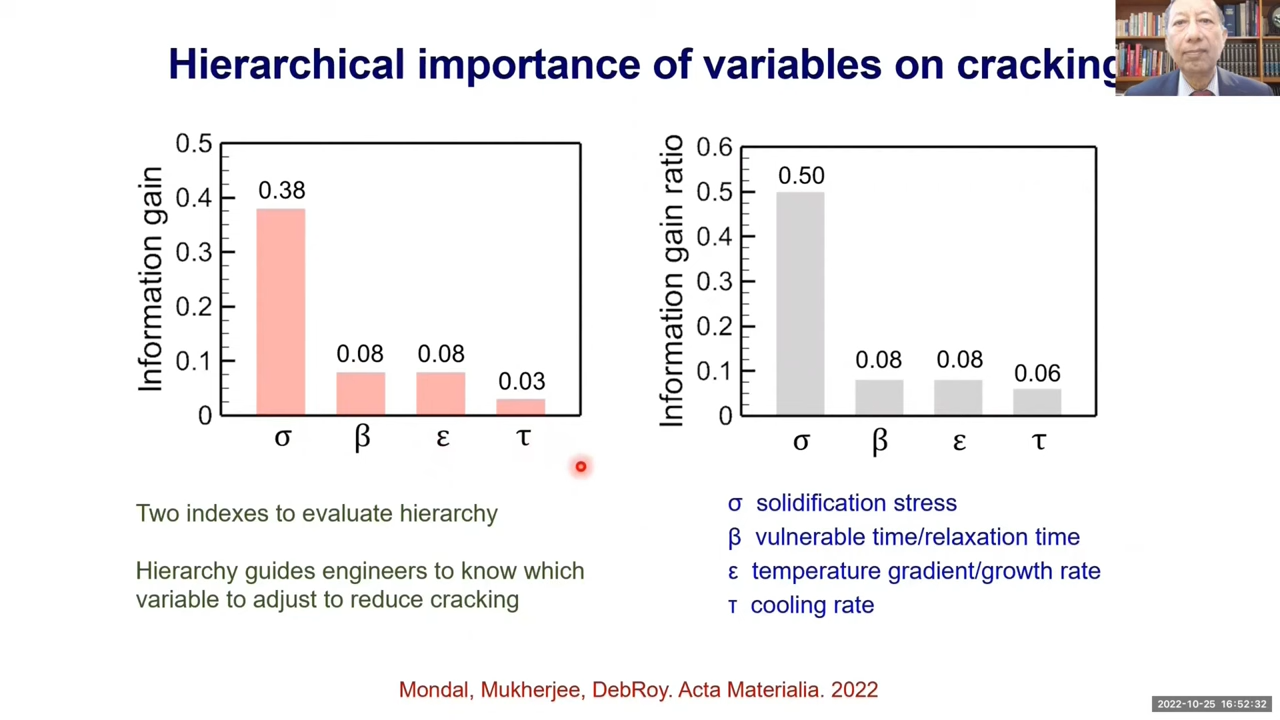 Hierarchical importance of variables on cracking
Information gain
0.5
0.4
0.3
0.2
0.1
0
0.38
0.08
0.08
0.03
σ β ε τ
Information gain ratio
0.6
0.5
0.4
0.3
0.2
0.1
0
0.50
0.08
0.08
0.06
σ β ε τ
Two indexes to evaluate hierarchy
Hierarchy guides engineers to know which
variable to adjust to reduce cracking
σ solidification stress
β vulnerable time/relaxation time
ε temperature gradient/growth rate
τ cooling rate
Mondal, Mukherjee, DebRoy. Acta Materialia. 2022
2022-10-25 16:52:32